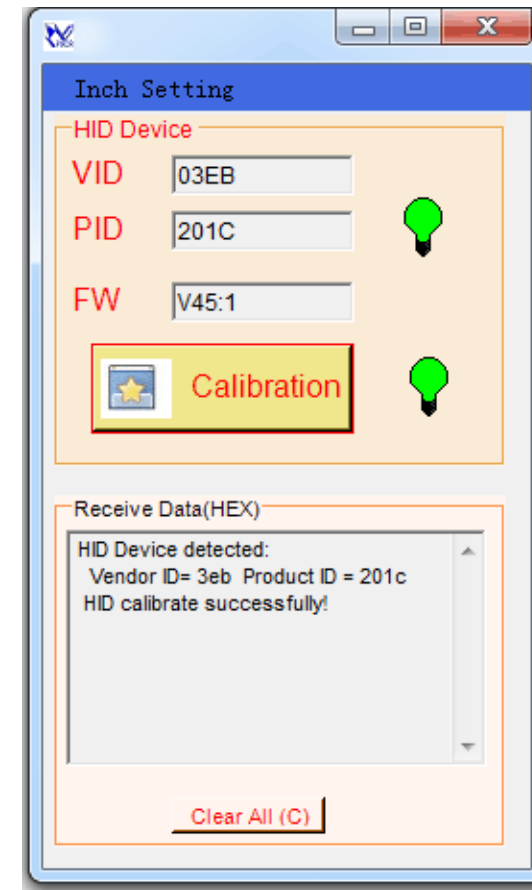 Inch Setting
HID Device
VID 03EB
PID 201C
FW V45:1
Calibration
Receive Data(HEX)
HID Device detected:
Vendor ID= 3eb Product ID = 201c
HID calibrate successfully!
Clear All (C)